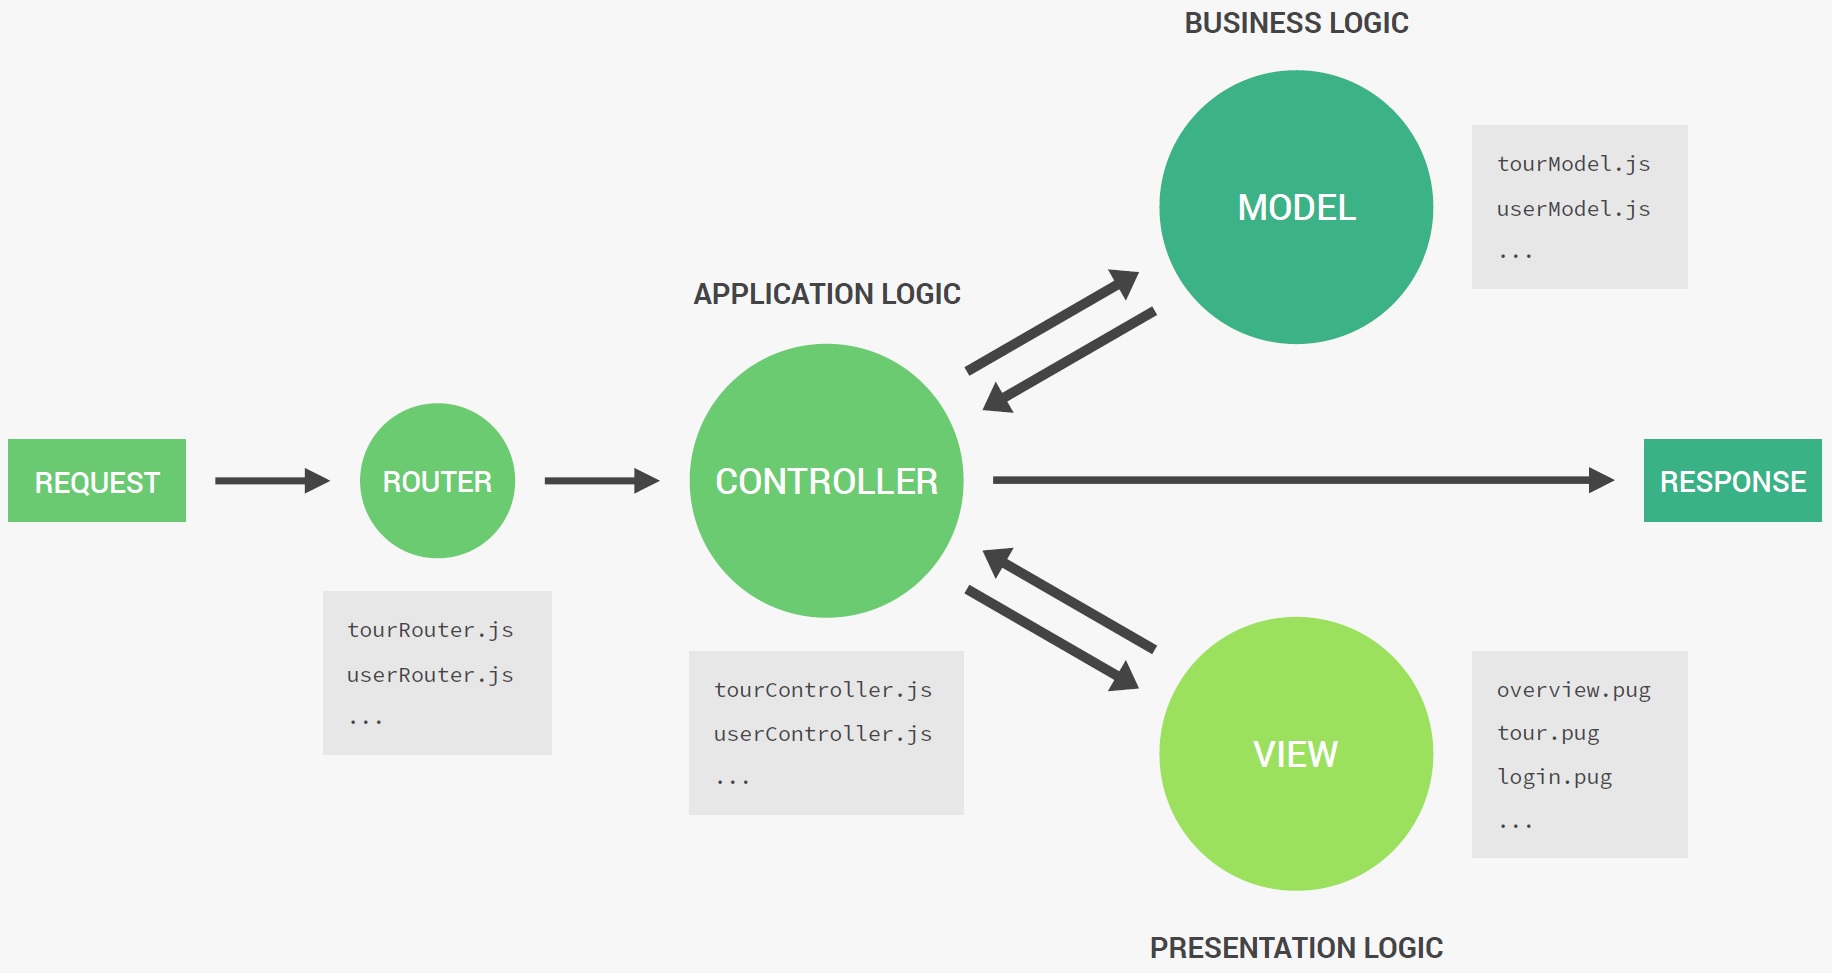 BUSINESS LOGIC
MODEL
tourModel.js
userModel.js
...
APPLICATION LOGIC
REQUEST
ROUTER
CONTROLLER
RESPONSE
tourRouter.js
userRouter.js
...
tourController.js
userController.js
...
VIEW
overview.pug
tour.pug
login.pug
...
PRESENTATION LOGIC